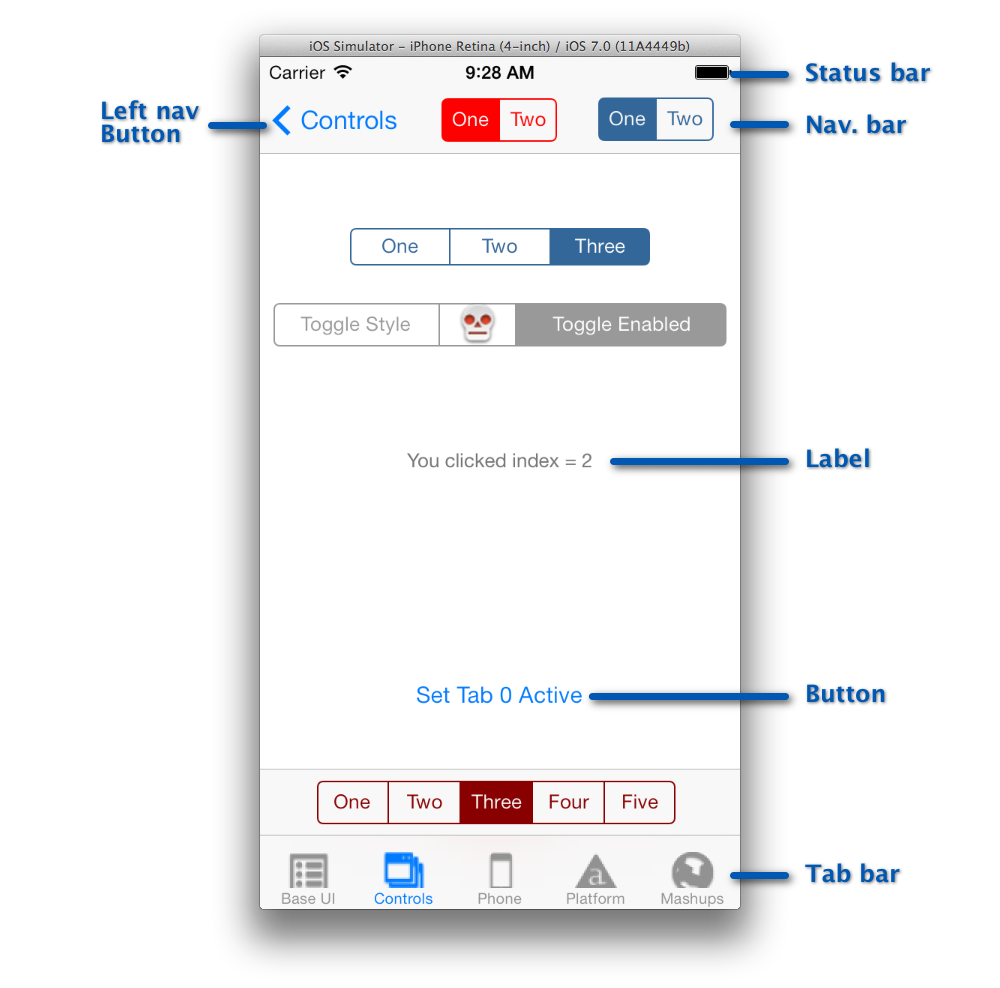 iOS Simulator – iPhone Retina (4-inch) / iOS 7.0 (11A4449b)
Carrier 9:28 AM
Status bar
Left nav
Button
Controls One Two One Two
Nav. bar
One Two Three
Toggle Style Toggle Enabled
You clicked index = 2
Label
Set Tab 0 Active
Button
One Two Three Four Five
a
Tab bar
Base UI Controls Phone Platform Mashups